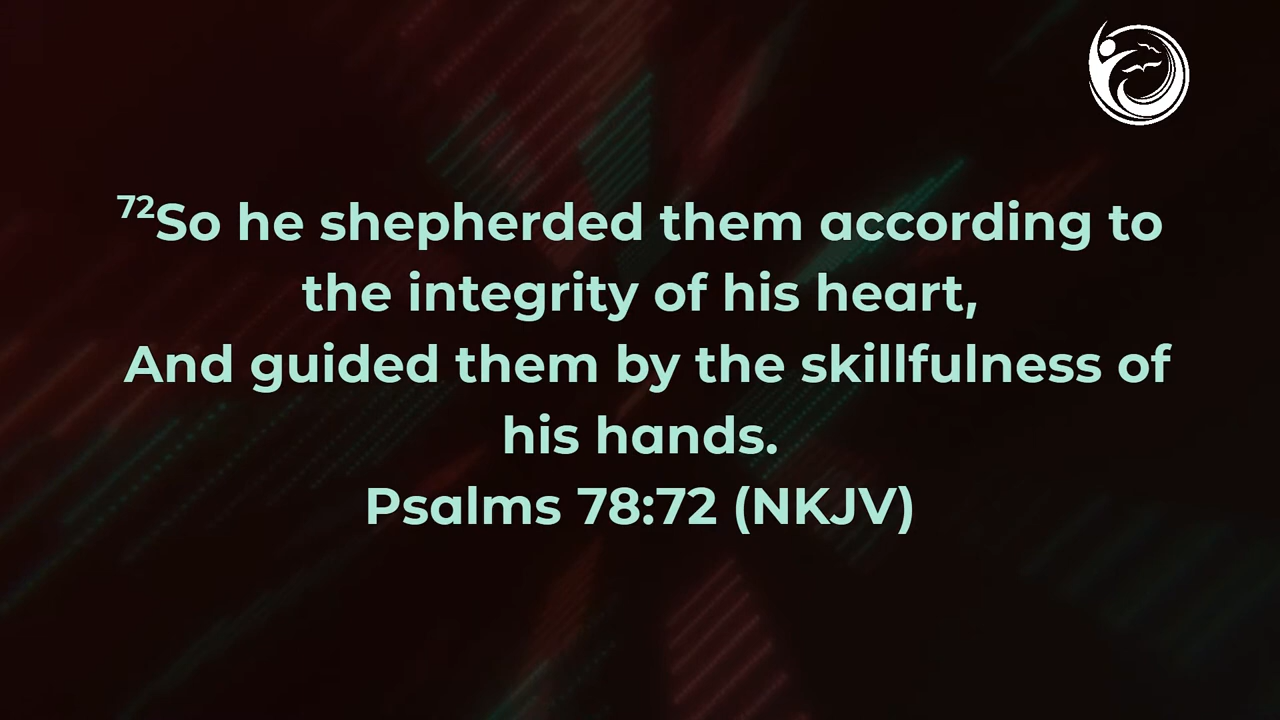 72So he shepherded them according to
the integrity of his heart,
And guided them by the skillfulness of
his hands.
Psalms 78:72 (NKJV)